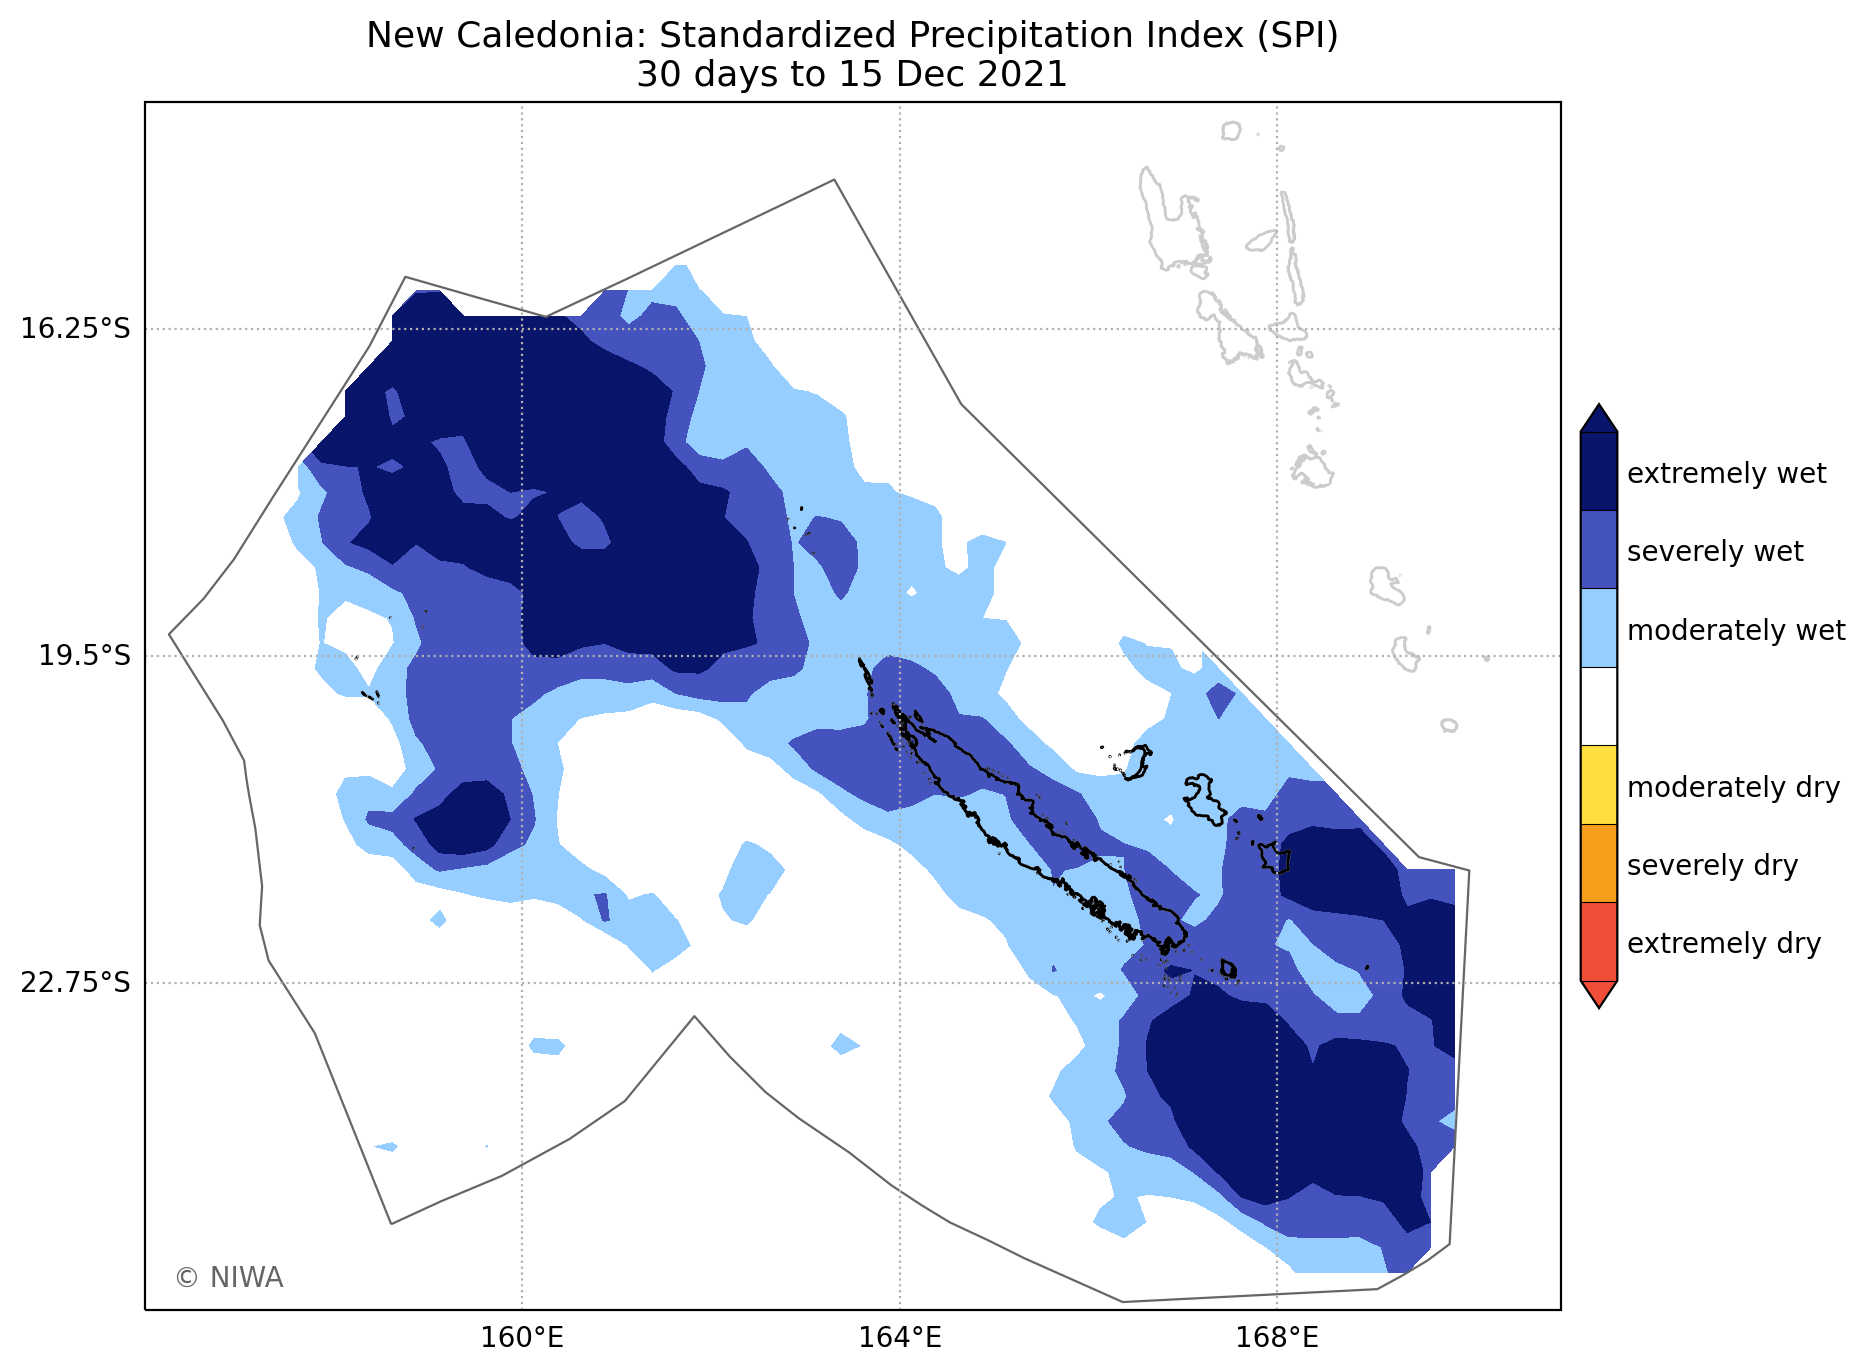 New Caledonia: Standardized Precipitation Index (SPI)
30 days to 15 Dec 2021
16.25°S
19.5°S
22.75°S
160°E
164°E
168°E
extremely wet
severely wet
moderately wet
moderately dry
severely dry
extremely dry
© NIWA